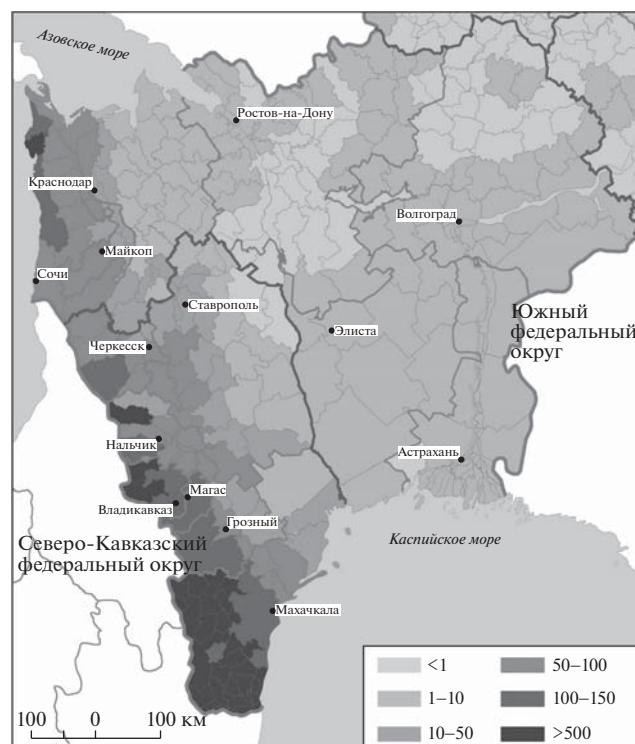 Азовское море
Ростов-на-Дону
Краснодар
Волгоград
Майкоп
Сочи
Ставрополь
Южный
федеральный
округ
Элиста
Черкесск
Нальчик
Астрахань
Магас
Владикавказ
Грозный
Северо-Кавказский
федеральный округ
Каспийское море
Махачкала
<1
50–100
1–10
100–150
10–50
>500
100 0 100 км